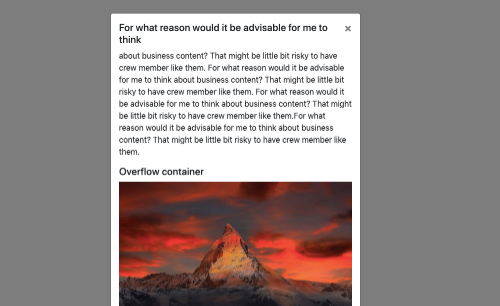 For what reason would it be advisable for me to
think
×
about business content? That might be little bit risky to have
crew member like them. For what reason would it be advisable
for me to think about business content? That might be little bit
risky to have crew member like them. For what reason would it
be advisable for me to think about business content? That might
be little bit risky to have crew member like them.For what
reason would it be advisable for me to think about business
content? That might be little bit risky to have crew member like
them.
Overflow container